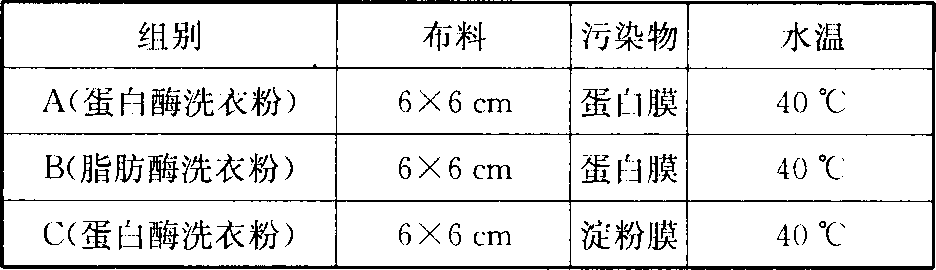 组别 布料 污染物 水温
A(蛋白酶洗衣粉) 6×6 cm 蛋白膜 40 ℃
B(脂肪酶洗衣粉) 6×6 cm 蛋白膜 40 ℃
C(蛋白酶洗衣粉) 6×6 cm 淀粉膜 40 ℃